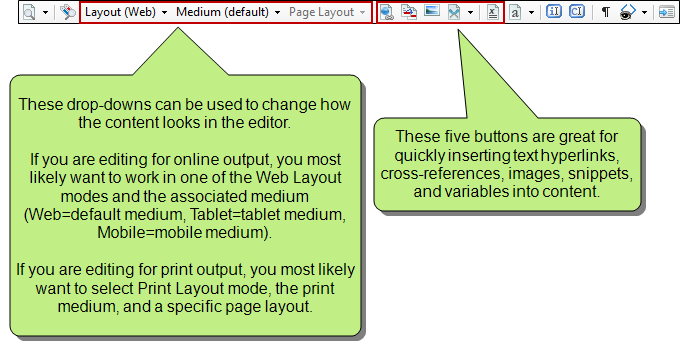 Layout (Web) Medium (default) Page Layout
These drop-downs can be used to change how
the content looks in the editor.
If you are editing for online output, you most
likely want to work in one of the Web Layout
modes and the associated medium
(Web=default medium, Tablet=tablet medium,
Mobile=mobile medium).
If you are editing for print output, you most likely
want to select Print Layout mode, the print
medium, and a specific page layout.
These five buttons are great for
quickly inserting text hyperlinks,
cross-references, images, snippets,
and variables into content.